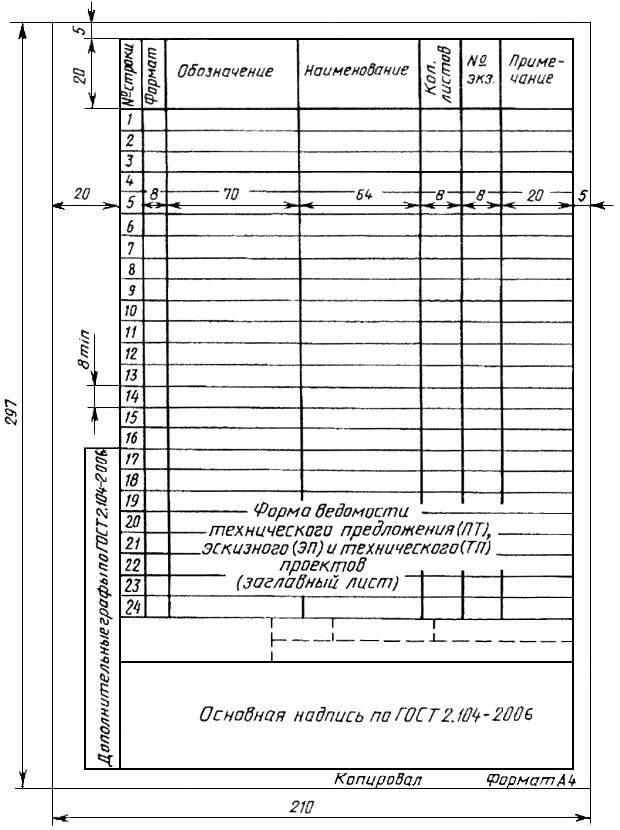 5
20
№ строки
Формат
Обозначение
Наименование
Кол.
листов
№
экз.
Приме-
чание
1
2
3
4
20
8
70
64
8
8
20
5
5
6
7
8
9
10
11
12
8 min
13
14
297
15
16
17
18
19
Форма ведомости
20
технического предложения (ПТ),
21
эскизного (ЭП) и технического (ТП)
22
проектов
23
(заглавный лист)
24
Дополнительные графы по ГОСТ 2.104-2006
Основная надпись по ГОСТ 2.104-2006
Копировал
Формат А4
210